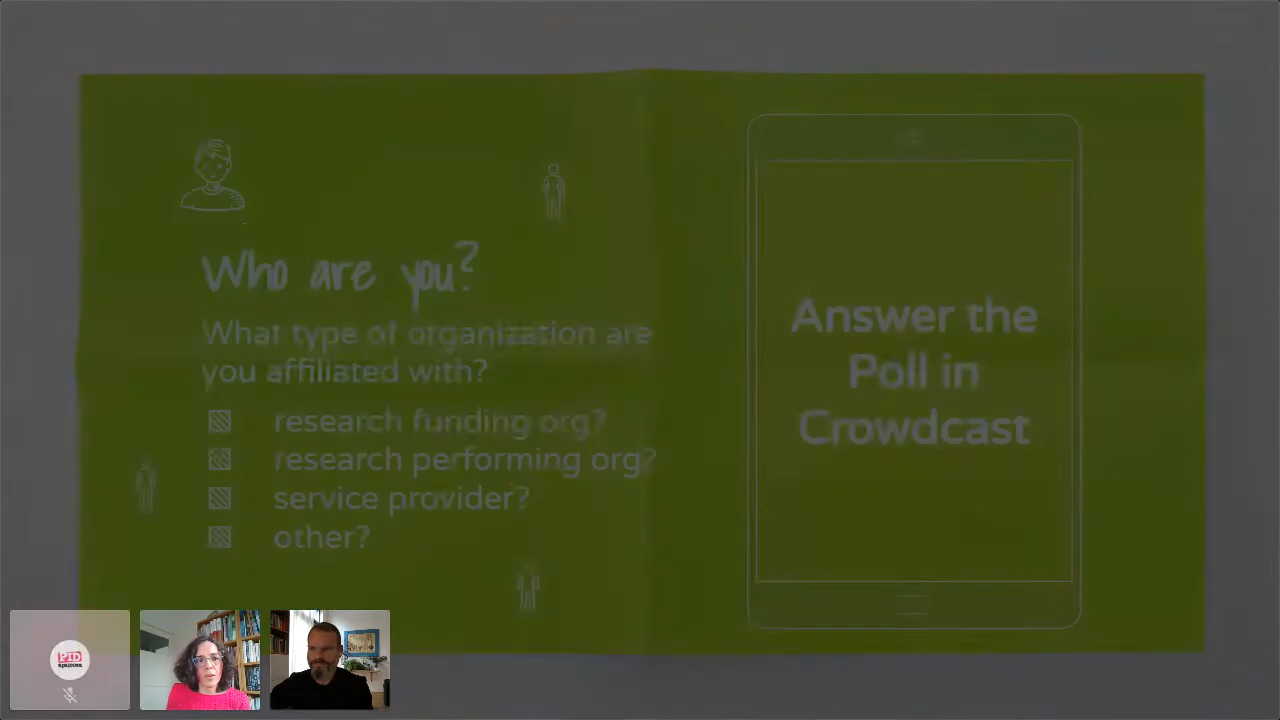 Who are you?
What type of organization are
you affiliated with?
research funding org?
research performing org?
service provider?
other?
Answer the
Poll in
Crowdcast
PID